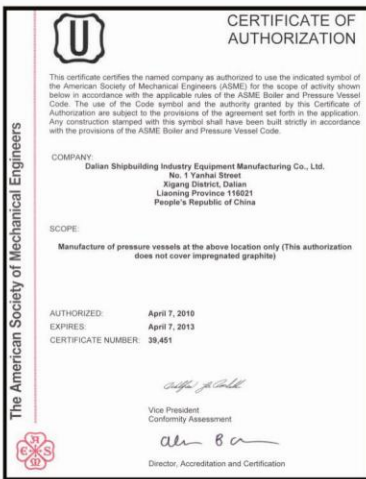 U
CERTIFICATE OF
AUTHORIZATION
This certificate certifies the named company as authorized to use the indicated symbol of
the American Society of Mechanical Engineers (ASME) for the scope of activity shown
below in accordance with the applicable rules of the ASME Boiler and Pressure Vessel
Code. The use of the Code symbol and the authority granted by this Certificate of
Authorization are subject to the provisions of the agreement set forth in the application.
Any construction stamped with this symbol shall have been built strictly in accordance
with the provisions of the ASME Boiler and Pressure Vessel Code.
COMPANY:
Dalian Shipbuilding Industry Equipment Manufacturing Co., Ltd.
No. 1 Yanhai Street
Xigang District, Dalian
Liaoning Province 116021
People's Republic of China
SCOPE:
Manufacture of pressure vessels at the above location only (This authorization
does not cover impregnated graphite)
AUTHORIZED: April 7, 2010
EXPIRES: April 7, 2013
CERTIFICATE NUMBER: 39,451
Vice President
Conformity Assessment
Director, Accreditation and Certification
The American Society of Mechanical Engineers
A
S
M
E